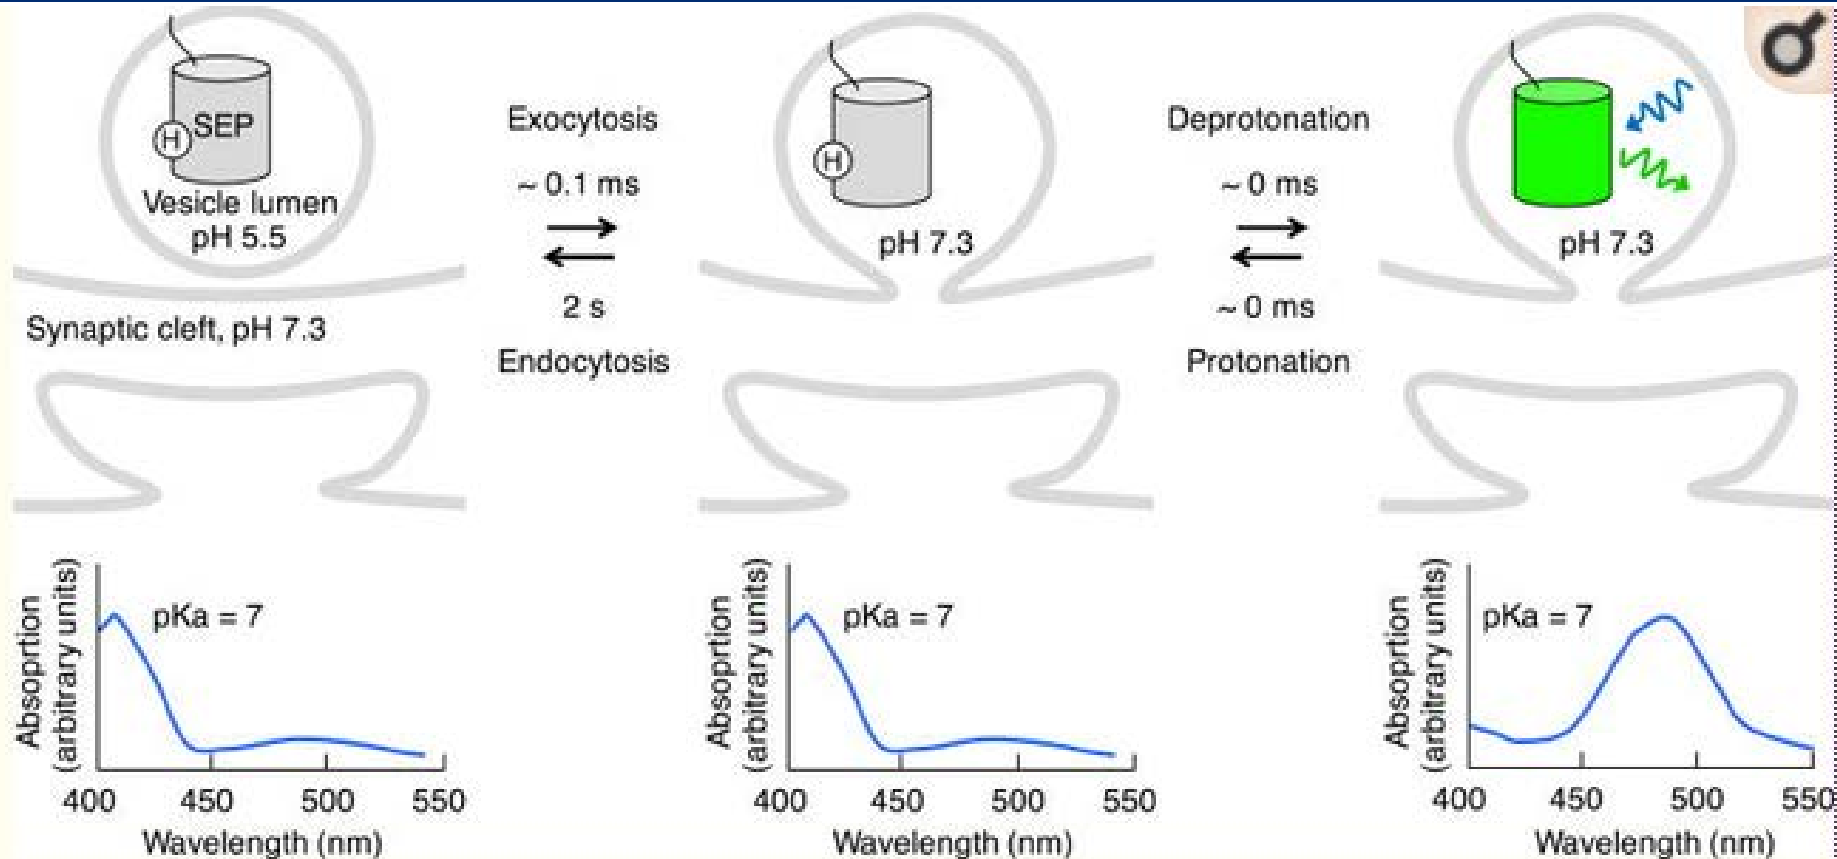 SEP
H
Vesicle lumen
pH 5.5
Synaptic cleft, pH 7.3
Exocytosis
~ 0.1 ms
2 s
Endocytosis
H
pH 7.3
Deprotonation
~ 0 ms
~ 0 ms
Protonation
pH 7.3
Absoprtion
(arbitrary units)
pKa = 7
400 450 500 550
Wavelength (nm)
Absoprtion
(arbitrary units)
pKa = 7
400 450 500 550
Wavelength (nm)
Absoprtion
(arbitrary units)
pKa = 7
400 450 500 550
Wavelength (nm)